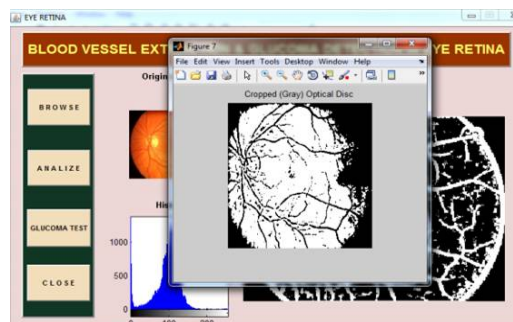 EYE RETINA
BLOOD VESSEL EXT
YE RETINA
Figure 7
File Edit View Insert Tools Desktop Window Help
Cropped (Gray) Optical Disc
Origin
BROWSE
ANALIZE
GLUCOMA TEST
CLOSE
His
1000
500
0